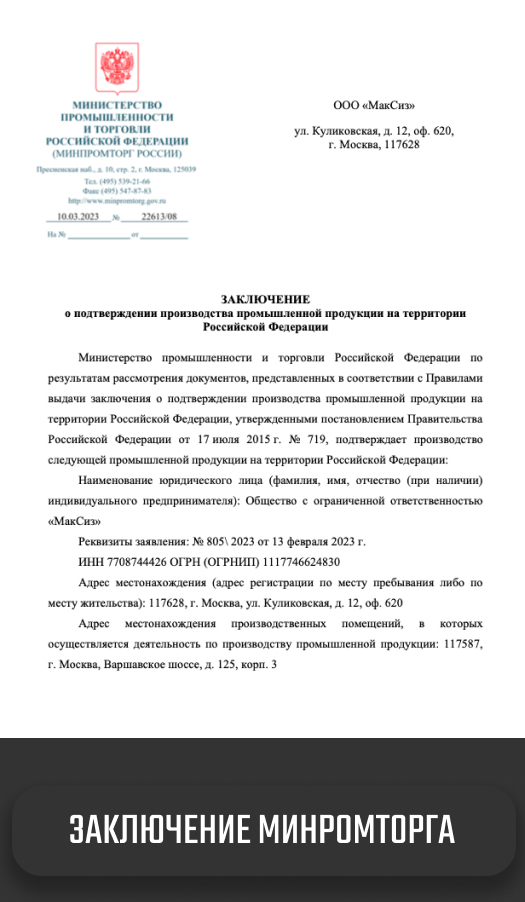 МИНИСТЕРСТВО
ПРОМЫШЛЕННОСТИ
И ТОРГОВЛИ
РОССИЙСКОЙ ФЕДЕРАЦИИ
(МИНПРОМТОРГ РОССИИ)
Пресненская наб., д. 10, стр. 2, г. Москва, 125039
Тел. (495) 539-21-66
Факс (495) 547-87-83
http://www.minpromtorg.gov.ru
10.03.2023 № 22613/08
На № от
ООО «МакСиз»
ул. Куликовская, д. 12, оф. 620,
г. Москва, 117628
ЗАКЛЮЧЕНИЕ
о подтверждении производства промышленной продукции на территории
Российской Федерации
Министерство промышленности и торговли Российской Федерации по
результатам рассмотрения документов, представленных в соответствии с Правилами
выдачи заключения о подтверждении производства промышленной продукции на
территории Российской Федерации, утвержденными постановлением Правительства
Российской Федерации от 17 июля 2015 г. № 719, подтверждает производство
следующей промышленной продукции на территории Российской Федерации:
Наименование юридического лица (фамилия, имя, отчество (при наличии)
индивидуального предпринимателя): Общество с ограниченной ответственностью
«МакСиз»
Реквизиты заявления: № 805\ 2023 от 13 февраля 2023 г.
ИНН 7708744426 ОГРН (ОГРНИП) 1117746624830
Адрес местонахождения (адрес регистрации по месту пребывания либо по
месту жительства): 117628, г. Москва, ул. Куликовская, д. 12, оф. 620
Адрес местонахождения производственных помещений, в которых
осуществляется деятельность по производству промышленной продукции: 117587,
г. Москва, Варшавское шоссе, д. 125, корп. 3
ЗАКЛЮЧЕНИЕ МИНРОМТОРГА